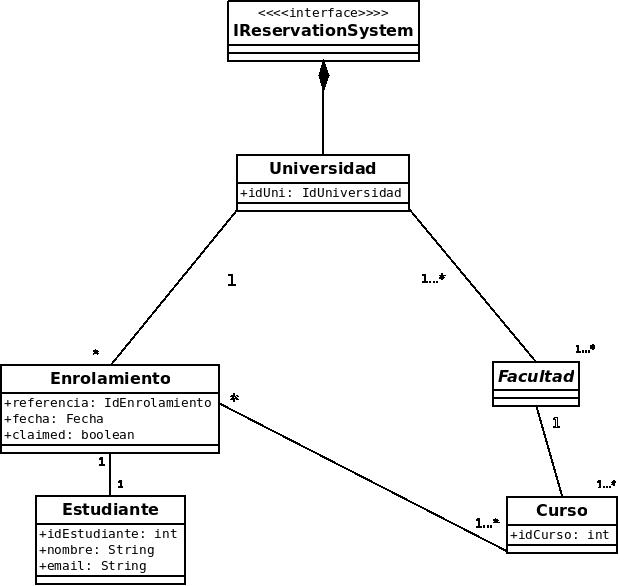 <<<<interface>>>>
IReservationSystem
Universidad
+idUni: IdUniversidad
1
1...*
*
1...*
Enrolamiento
+referencia: IdEnrolamiento
+fecha: Fecha
+claimed: boolean
*
Facultad
1
1
1
1...*
Estudiante
+idEstudiante: int
+nombre: String
+email: String
1...*
Curso
+idCurso: int